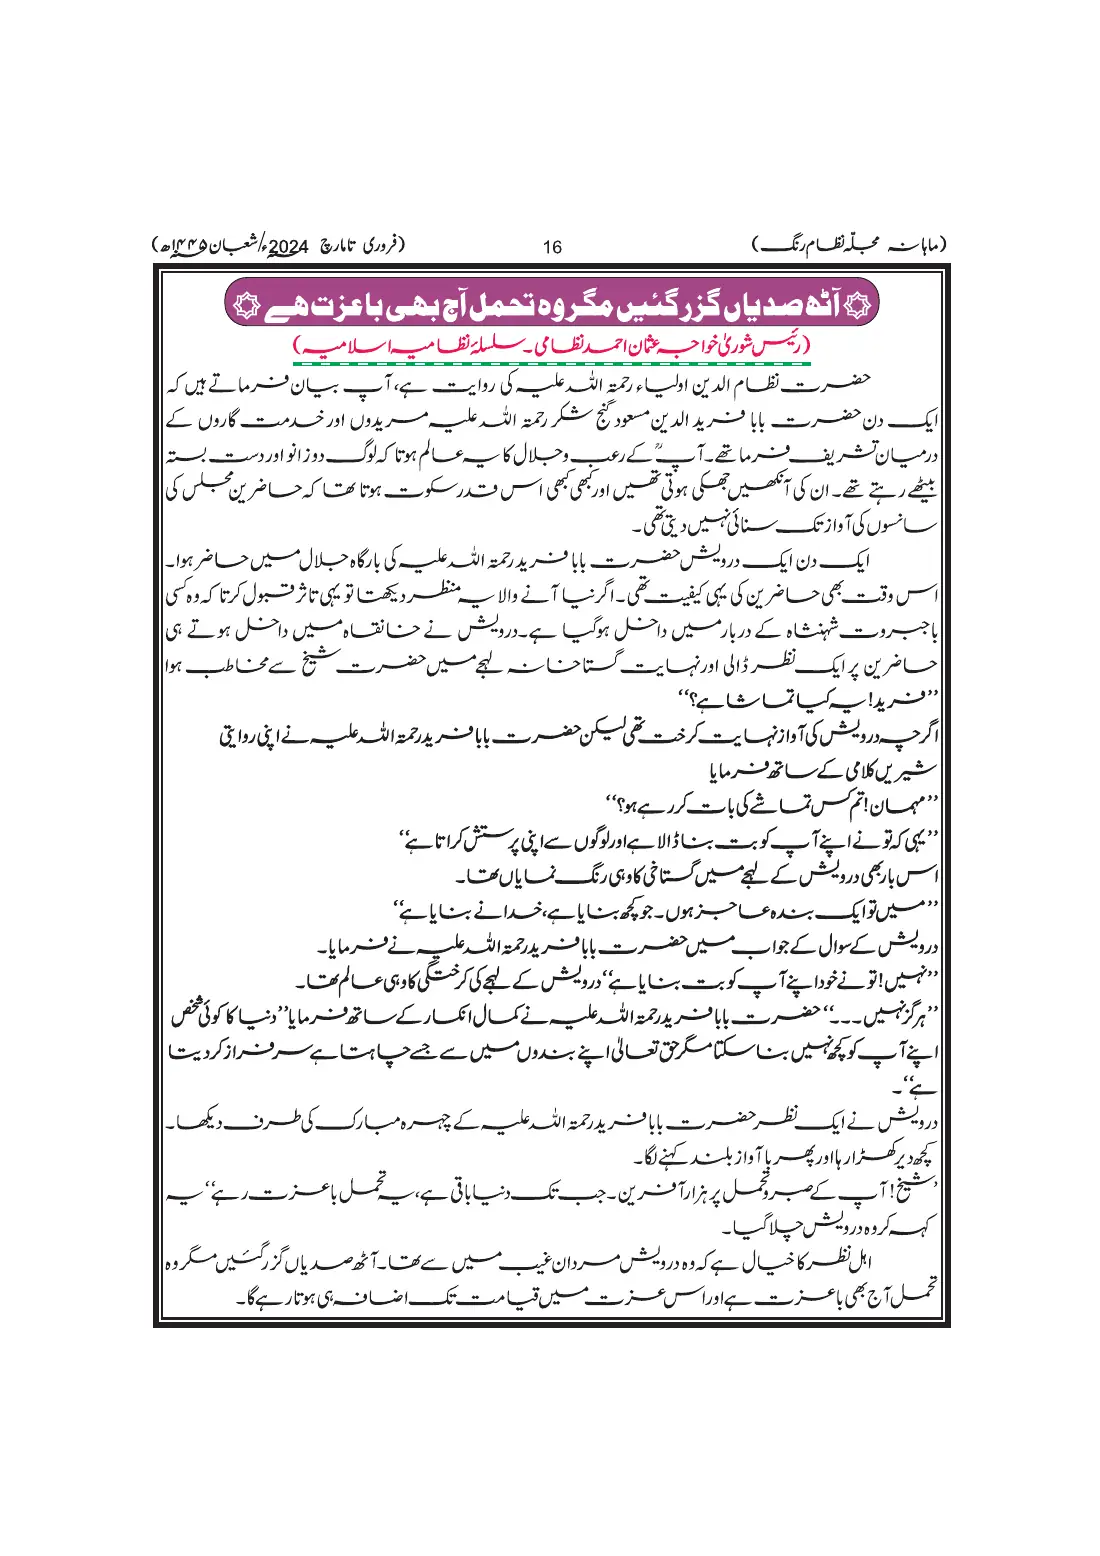 (ماہانہ مجلّہ نظام رنگ) 16 (فروری تا مارچ 2024ء/شعبان ۱۴۴۵ھ)
آٹھ صدیاں گزر گئیں مگر وہ تحمل آج بھی باعزت ھے
(رئیس شوریٰ خواجہ عثمان احمد نظامی۔ سلسلۂ نظامیہ اسلامیہ)
حضرت نظام الدین اولیاء رحمۃ اللہ علیہ کی روایت ہے، آپ بیان فرماتے ہیں کہ
ایک دن حضرت بابا فرید الدین مسعود گنج شکر رحمۃ اللہ علیہ مریدوں اور خدمت گاروں کے
درمیان تشریف فرما تھے۔ آپؒ کے رعب و جلال کا یہ عالم ہوتا کہ لوگ دو زانو اور دست بستہ
بیٹھے رہتے تھے۔ ان کی آنکھیں جھکی ہوتی تھیں اور کبھی کبھی اس قدر سکوت ہوتا تھا کہ حاضرین مجلس کی
سانسوں کی آواز تک سنائی نہیں دیتی تھی۔
ایک دن ایک درویش حضرت بابا فرید رحمۃ اللہ علیہ کی بارگاہ جلال میں حاضر ہوا۔
اس وقت بھی حاضرین کی یہی کیفیت تھی۔ اگر نیا آنے والا یہ منظر دیکھتا تو یہی تاثر قبول کرتا کہ وہ کسی
باجبروت شہنشاہ کے دربار میں داخل ہوگیا ہے۔ درویش نے خانقاہ میں داخل ہوتے ہی
حاضرین پر ایک نظر ڈالی اور نہایت گستاخانہ لہجے میں حضرت شیخ سے مخاطب ہوا
’’فرید! یہ کیا تماشا ہے؟‘‘
اگرچہ درویش کی آواز نہایت کرخت تھی لیکن حضرت بابا فرید رحمۃ اللہ علیہ نے اپنی روایتی
شیریں کلامی کے ساتھ فرمایا
’’مہمان! تم کس تماشے کی بات کر رہے ہو؟‘‘
’’یہی کہ تو نے اپنے آپ کو بت بنا ڈالا ہے اور لوگوں سے اپنی پرستش کراتا ہے‘‘
اس بار بھی درویش کے لہجے میں گستاخی کا وہی رنگ نمایاں تھا۔
’’میں تو ایک بندہ عاجز ہوں۔ جو کچھ بنایا ہے، خدا نے بنایا ہے‘‘
درویش کے سوال کے جواب میں حضرت بابا فرید رحمۃ اللہ علیہ نے فرمایا۔
’’نہیں! تو نے خود اپنے آپ کو بت بنایا ہے‘‘ درویش کے لہجے کی کرختگی کا وہی عالم تھا۔
’’ہرگز نہیں۔۔۔‘‘ حضرت بابا فرید رحمۃ اللہ علیہ نے کمال انکسار کے ساتھ فرمایا ’’دنیا کا کوئی شخص
اپنے آپ کو کچھ نہیں بنا سکتا مگر حق تعالیٰ اپنے بندوں میں سے جسے چاہتا ہے سرفراز کر دیتا
ہے‘‘۔
درویش نے ایک نظر حضرت بابا فرید رحمۃ اللہ علیہ کے چہرہ مبارک کی طرف دیکھا۔
کچھ دیر کھڑا رہا اور پھر با آواز بلند کہنے لگا۔
’شیخ! آپ کے صبر و تحمل پر ہزار آفرین۔ جب تک دنیا باقی ہے، یہ تحمل باعزت رہے‘‘ یہ
کہہ کر وہ درویش چلا گیا۔
اہل نظر کا خیال ہے کہ وہ درویش مردان غیب میں سے تھا۔ آٹھ صدیاں گزر گئیں مگر وہ
تحمل آج بھی باعزت ہے اور اس عزت میں قیامت تک اضافہ ہی ہوتا رہے گا۔